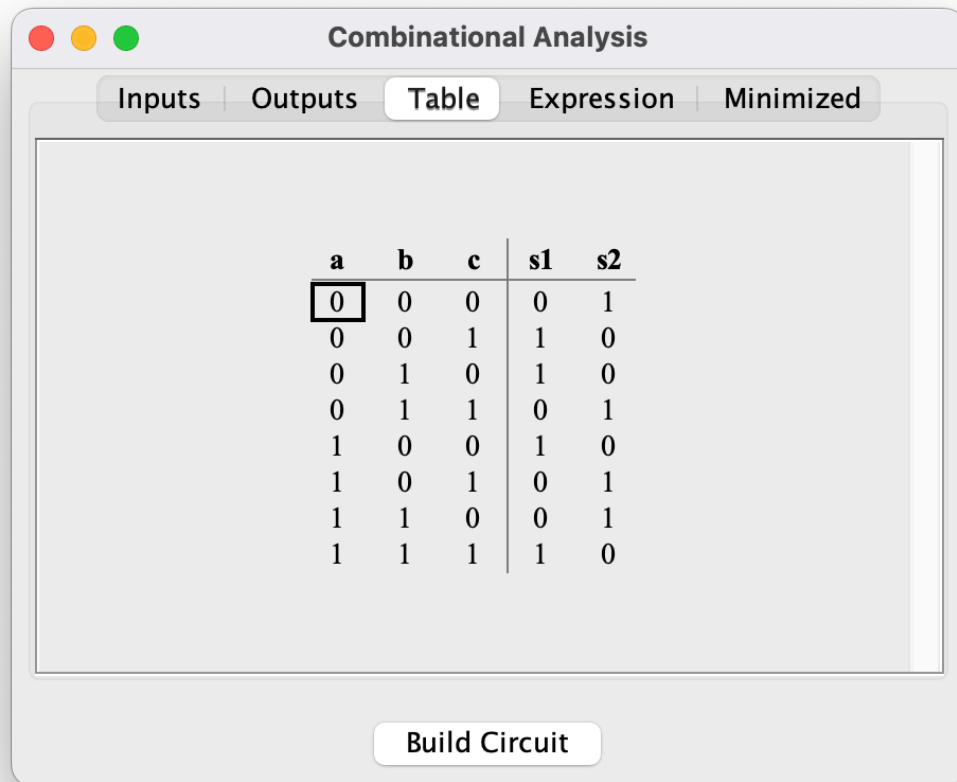 Combinational Analysis
Inputs Outputs Table Expression Minimized
a b c s1 s2
0 0 0 0 1
0 0 1 1 0
0 1 0 1 0
0 1 1 0 1
1 0 0 1 0
1 0 1 0 1
1 1 0 0 1
1 1 1 1 0
Build Circuit